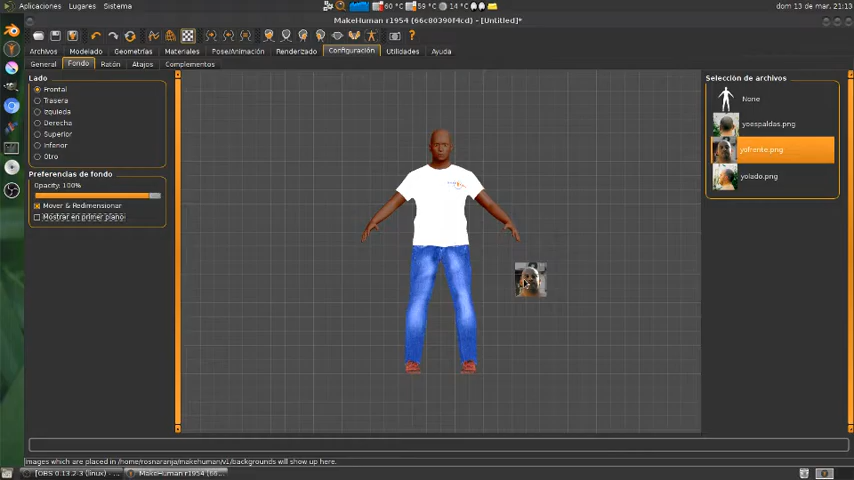 Aplicaciones Lugares Sistema
60 °C 59 °C 14 °C
dom 13 de mar, 21:13
MakeHuman r1954 (66c80390f4cd) - [Untitled]*
Archivos Modelado Geometrías Materiales Pose/Animación Renderzado Configuración Utilidades Ayuda
General Fondo Ratón Atajos Complementos
Lado
Frontal
Trasera
Izquieda
Derecha
Superior
Inferior
Otro
Preferencias de fondo
Opacity: 100%
Mover & Redimensionar
Mostrar en primer plano
Selección de archivos
None
yoespaldas.png
yofrente.png
yolado.png
Images which are placed in /home/rosnaranja/makehuman/v1/backgrounds will show up here.
[OBS 0.13.2-3 (linux) -... MakeHuman r1954 (66...